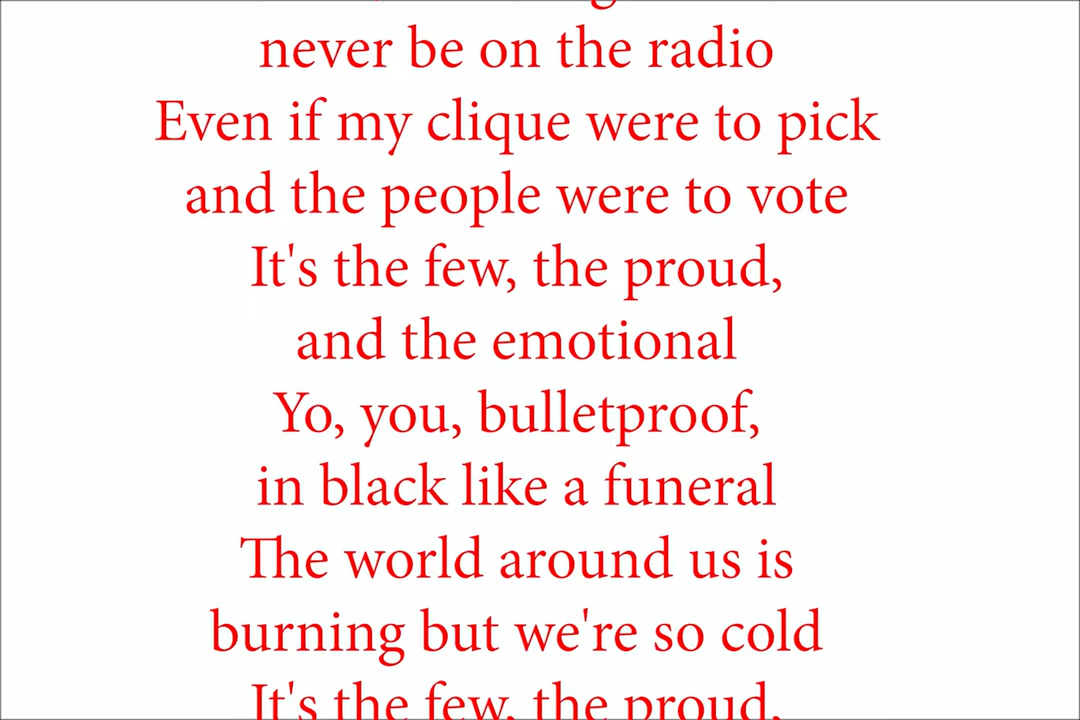 never be on the radio
Even if my clique were to pick
and the people were to vote
It's the few, the proud,
and the emotional
Yo, you, bulletproof,
in black like a funeral
The world around us is
burning but we're so cold
It's the few, the proud,